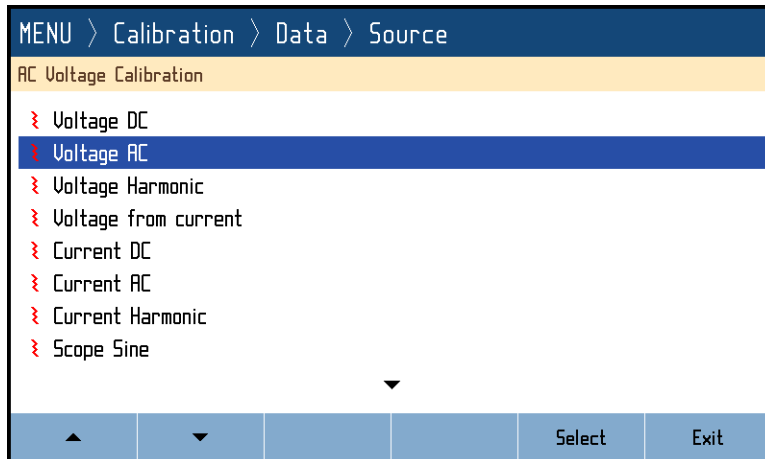 MENU 〉 Calibration 〉 Data 〉 Source
AC Voltage Calibration
Voltage DC
Voltage AC
Voltage Harmonic
Voltage from current
Current DC
Current AC
Current Harmonic
Scope Sine
Select Exit